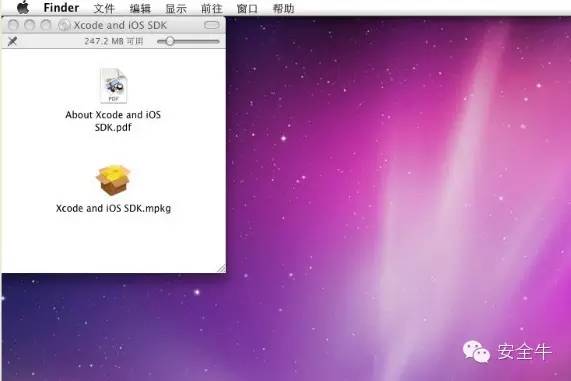 Finder 文件 编辑 显示 前往 窗口 帮助
Xcode and iOS SDK
247.2 MB 可用
PDF
About Xcode and iOS
SDK.pdf
Xcode and iOS SDK.mpkg
安全牛